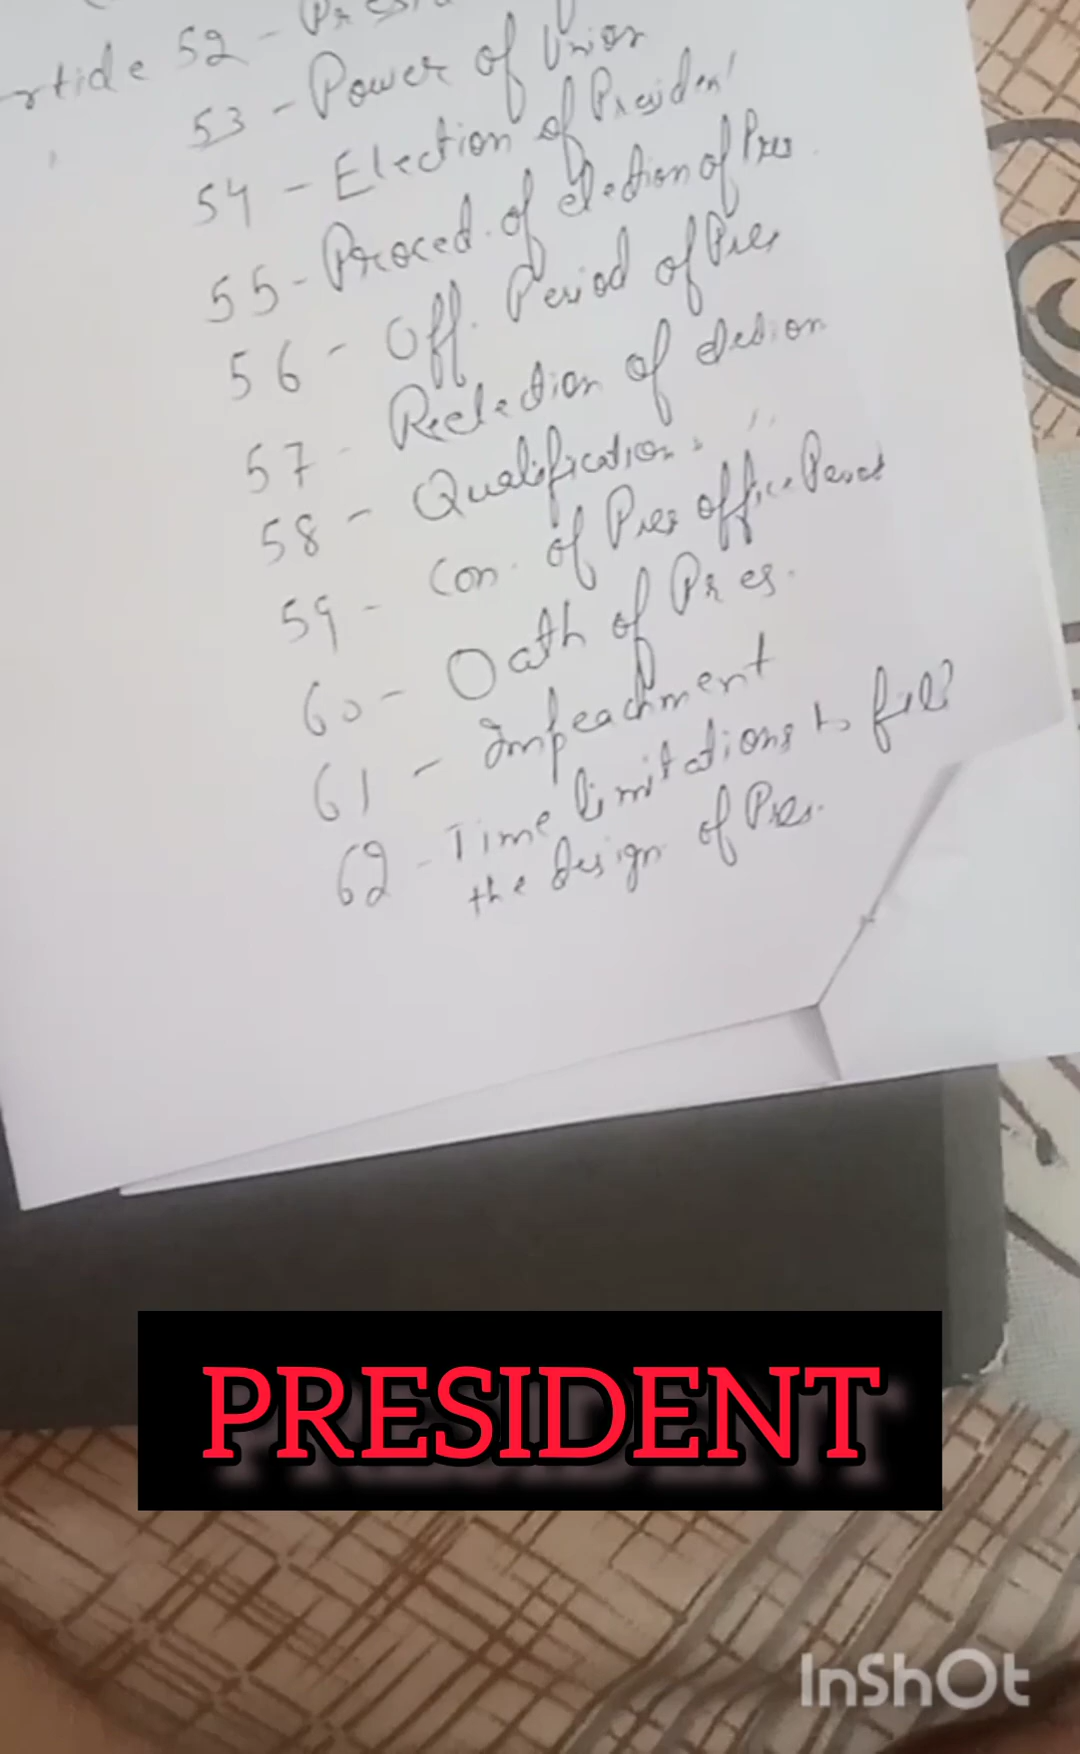 rticle 52 - Pres
53 - Power of Union
54 - Election of President
55 - Proced. of election of Pres.
56 - Off. Period of Pres
57 - Reelection of election
58 - Qualification " "
59 - Con. of Pres office
60 - Oath of Pres.
61 - Impeachment
62 - Time limitations to fill
the design of Pres.
PRESIDENT
InShOt